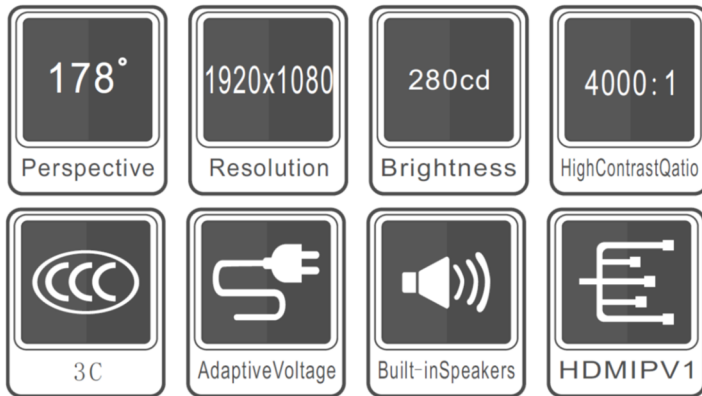 178°
1920x1080
280cd
4000:1
Perspective
Resolution
Brightness
HighContrastQatio
CCC
3C
AdaptiveVoltage
Built-inSpeakers
HDMIPV1